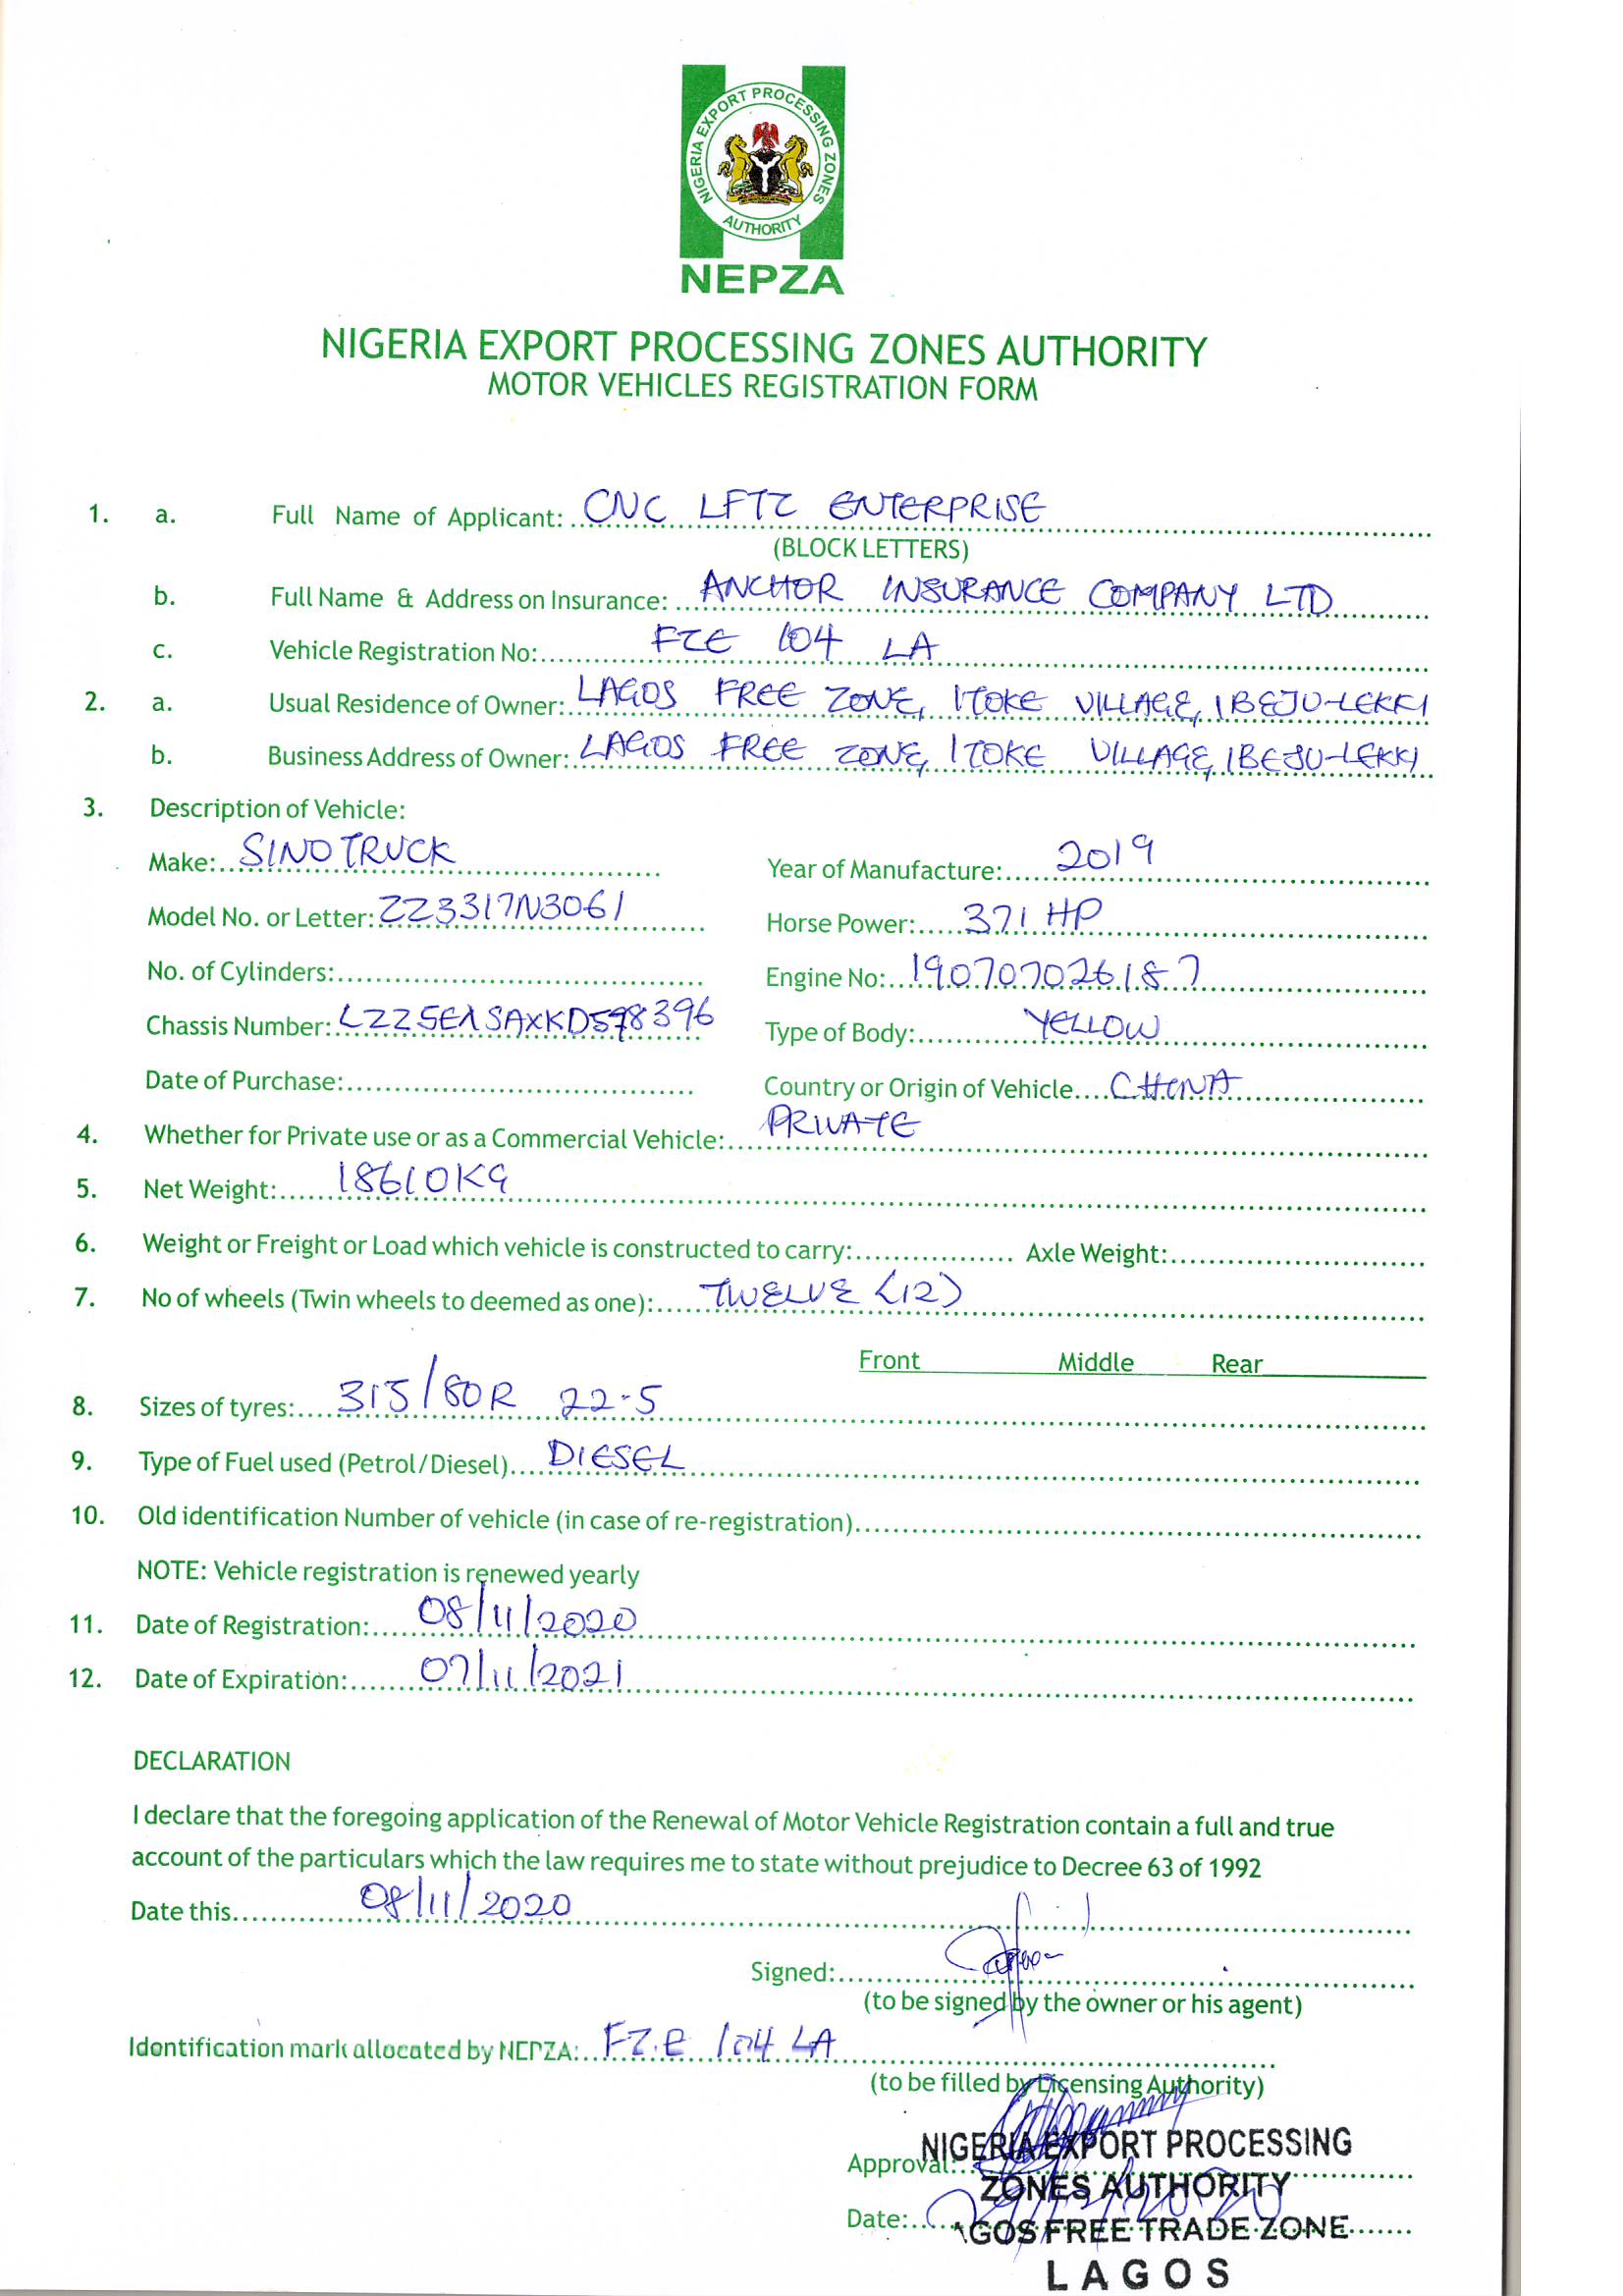 NIGERIA EXPORT PROCESSING ZONES AUTHORITY
NEPZA
NIGERIA EXPORT PROCESSING ZONES AUTHORITY
MOTOR VEHICLES REGISTRATION FORM
1. a. Full Name of Applicant: CNC LFTZ ENTERPRISE
(BLOCK LETTERS)
b. Full Name & Address on Insurance: ANCHOR INSURANCE COMPANY LTD
c. Vehicle Registration No: FZE 104 LA
2. a. Usual Residence of Owner: LAGOS FREE ZONE, ITOKE VILLAGE, IBEJU-LEKKI
b. Business Address of Owner: LAGOS FREE ZONE, ITOKE VILLAGE, IBEJU-LEKKI
3. Description of Vehicle:
Make: SINOTRUCK Year of Manufacture: 2019
Model No. or Letter: ZZ3317N3061 Horse Power: 371 HP
No. of Cylinders: Engine No: 190707026187
Chassis Number: LZZ5EXSAXKD598396 Type of Body: YELLOW
Date of Purchase: Country or Origin of Vehicle CHINA
4. Whether for Private use or as a Commercial Vehicle: PRIVATE
5. Net Weight: 18610KG
6. Weight or Freight or Load which vehicle is constructed to carry: Axle Weight:
7. No of wheels (Twin wheels to deemed as one): TWELVE (12)
Front Middle Rear
8. Sizes of tyres: 315/80R 22-5
9. Type of Fuel used (Petrol/Diesel) DIESEL
10. Old identification Number of vehicle (in case of re-registration)
NOTE: Vehicle registration is renewed yearly
11. Date of Registration: 08/11/2020
12. Date of Expiration: 07/11/2021
DECLARATION
I declare that the foregoing application of the Renewal of Motor Vehicle Registration contain a full and true
account of the particulars which the law requires me to state without prejudice to Decree 63 of 1992
Date this 08/11/2020
Signed:
(to be signed by the owner or his agent)
Identification mark allocated by NEPZA: FZE 104 LA
(to be filled by Licensing Authority)
NIGERIA EXPORT PROCESSING
Approval:
ZONES AUTHORITY
Date:
AGOS FREE TRADE ZONE
LAGOS